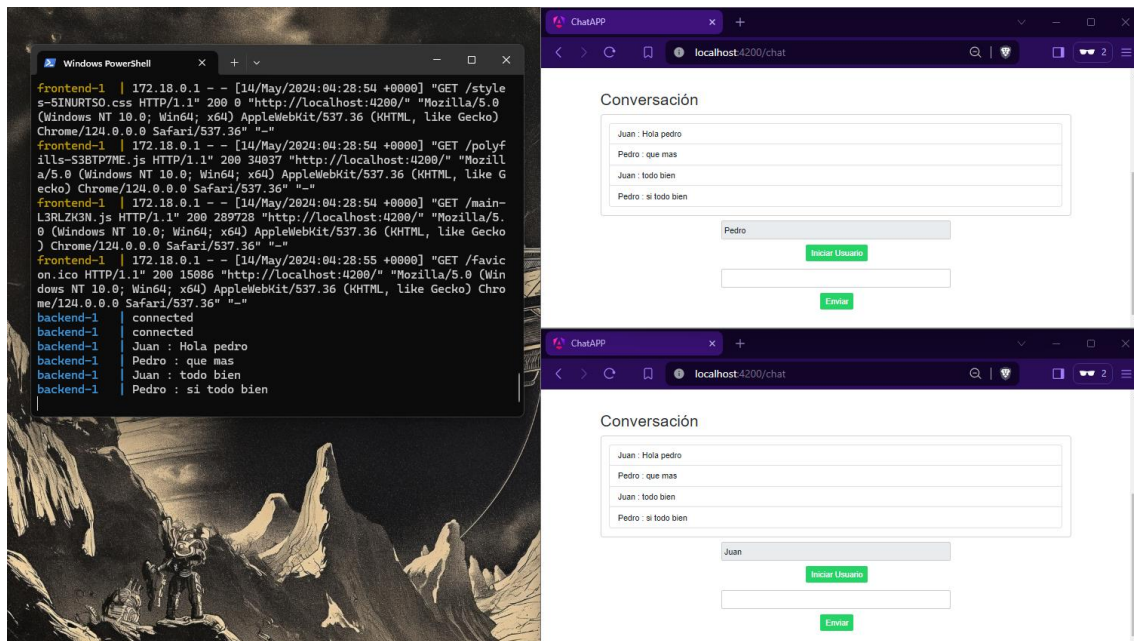 Windows PowerShell
frontend-1 | 172.18.0.1 - - [14/May/2024:04:28:54 +0000] "GET /style
s-5INURTSO.css HTTP/1.1" 200 0 "http://localhost:4200/" "Mozilla/5.0
(Windows NT 10.0; Win64; x64) AppleWebKit/537.36 (KHTML, like Gecko)
Chrome/124.0.0.0 Safari/537.36" "-"
frontend-1 | 172.18.0.1 - - [14/May/2024:04:28:54 +0000] "GET /polyf
ills-S3BTP7ME.js HTTP/1.1" 200 34037 "http://localhost:4200/" "Mozill
a/5.0 (Windows NT 10.0; Win64; x64) AppleWebKit/537.36 (KHTML, like G
ecko) Chrome/124.0.0.0 Safari/537.36" "-"
frontend-1 | 172.18.0.1 - - [14/May/2024:04:28:54 +0000] "GET /main-
L3RLZK3N.js HTTP/1.1" 200 289728 "http://localhost:4200/" "Mozilla/5.
0 (Windows NT 10.0; Win64; x64) AppleWebKit/537.36 (KHTML, like Gecko
) Chrome/124.0.0.0 Safari/537.36" "-"
frontend-1 | 172.18.0.1 - - [14/May/2024:04:28:55 +0000] "GET /favic
on.ico HTTP/1.1" 200 15086 "http://localhost:4200/" "Mozilla/5.0 (Win
dows NT 10.0; Win64; x64) AppleWebKit/537.36 (KHTML, like Gecko) Chro
me/124.0.0.0 Safari/537.36" "-"
backend-1 | connected
backend-1 | connected
backend-1 | Juan : Hola pedro
backend-1 | Pedro : que mas
backend-1 | Juan : todo bien
backend-1 | Pedro : si todo bien
ChatAPP
localhost:4200/chat
2
Conversación
Juan : Hola pedro
Pedro : que mas
Juan : todo bien
Pedro : si todo bien
Pedro
Iniciar Usuario
Enviar
ChatAPP
localhost:4200/chat
2
Conversación
Juan : Hola pedro
Pedro : que mas
Juan : todo bien
Pedro : si todo bien
Juan
Iniciar Usuario
Enviar